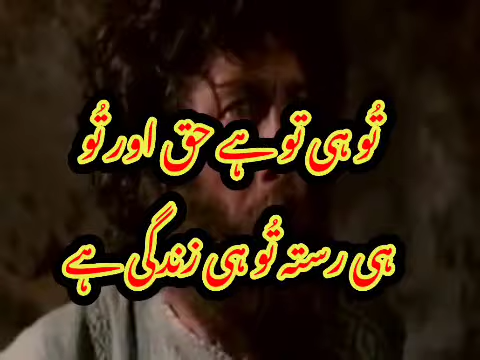 تُو ہی تو ہے حق اور تُو
ہی رستہ تُو ہی زندگی ہے